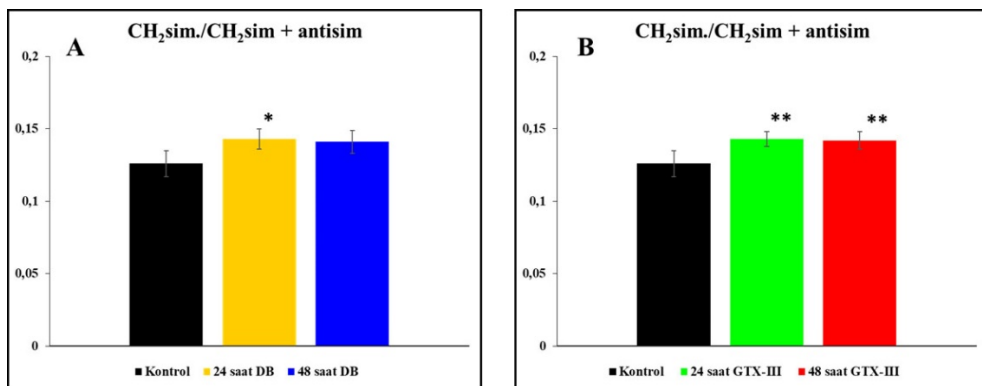 A
CH₂sim./CH₂sim + antisim
0,2
0,15
0,1
0,05
0
*
Kontrol 24 saat DB 48 saat DB
B
CH₂sim./CH₂sim + antisim
0,2
0,15
0,1
0,05
0
** **
Kontrol 24 saat GTX-III 48 saat GTX-III